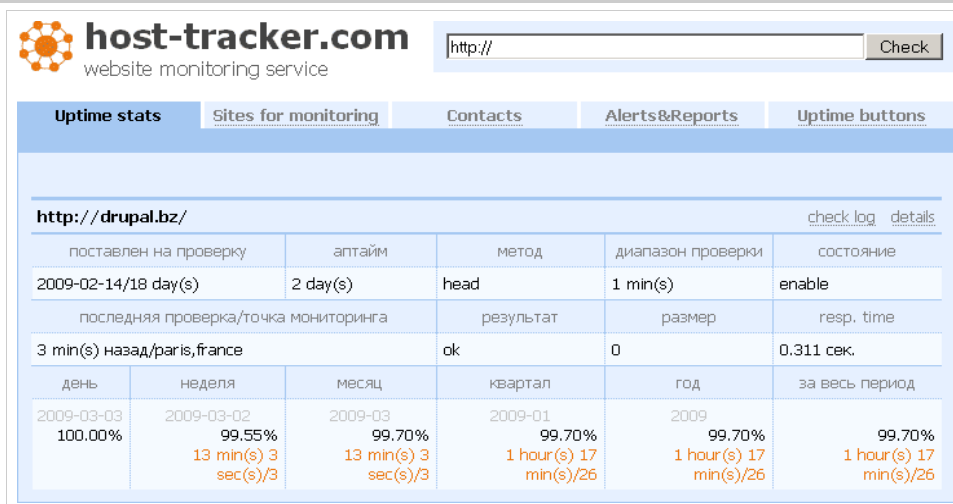 host-tracker.com
website monitoring service
http:// Check
Uptime stats Sites for monitoring Contacts Alerts&Reports Uptime buttons
http://drupal.bz/ check log details
поставлен на проверку аптайм метод диапазон проверки состояние
2009-02-14/18 day(s) 2 day(s) head 1 min(s) enable
последняя проверка/точка мониторинга результат размер resp. time
3 min(s) назад/paris,france ok 0 0.311 сек.
день неделя месяц квартал год за весь период
2009-03-03 2009-03-02 2009-03 2009-01 2009
100.00% 99.55% 99.70% 99.70% 99.70% 99.70%
13 min(s) 3 13 min(s) 3 1 hour(s) 17 1 hour(s) 17 1 hour(s) 17
sec(s)/3 sec(s)/3 min(s)/26 min(s)/26 min(s)/26